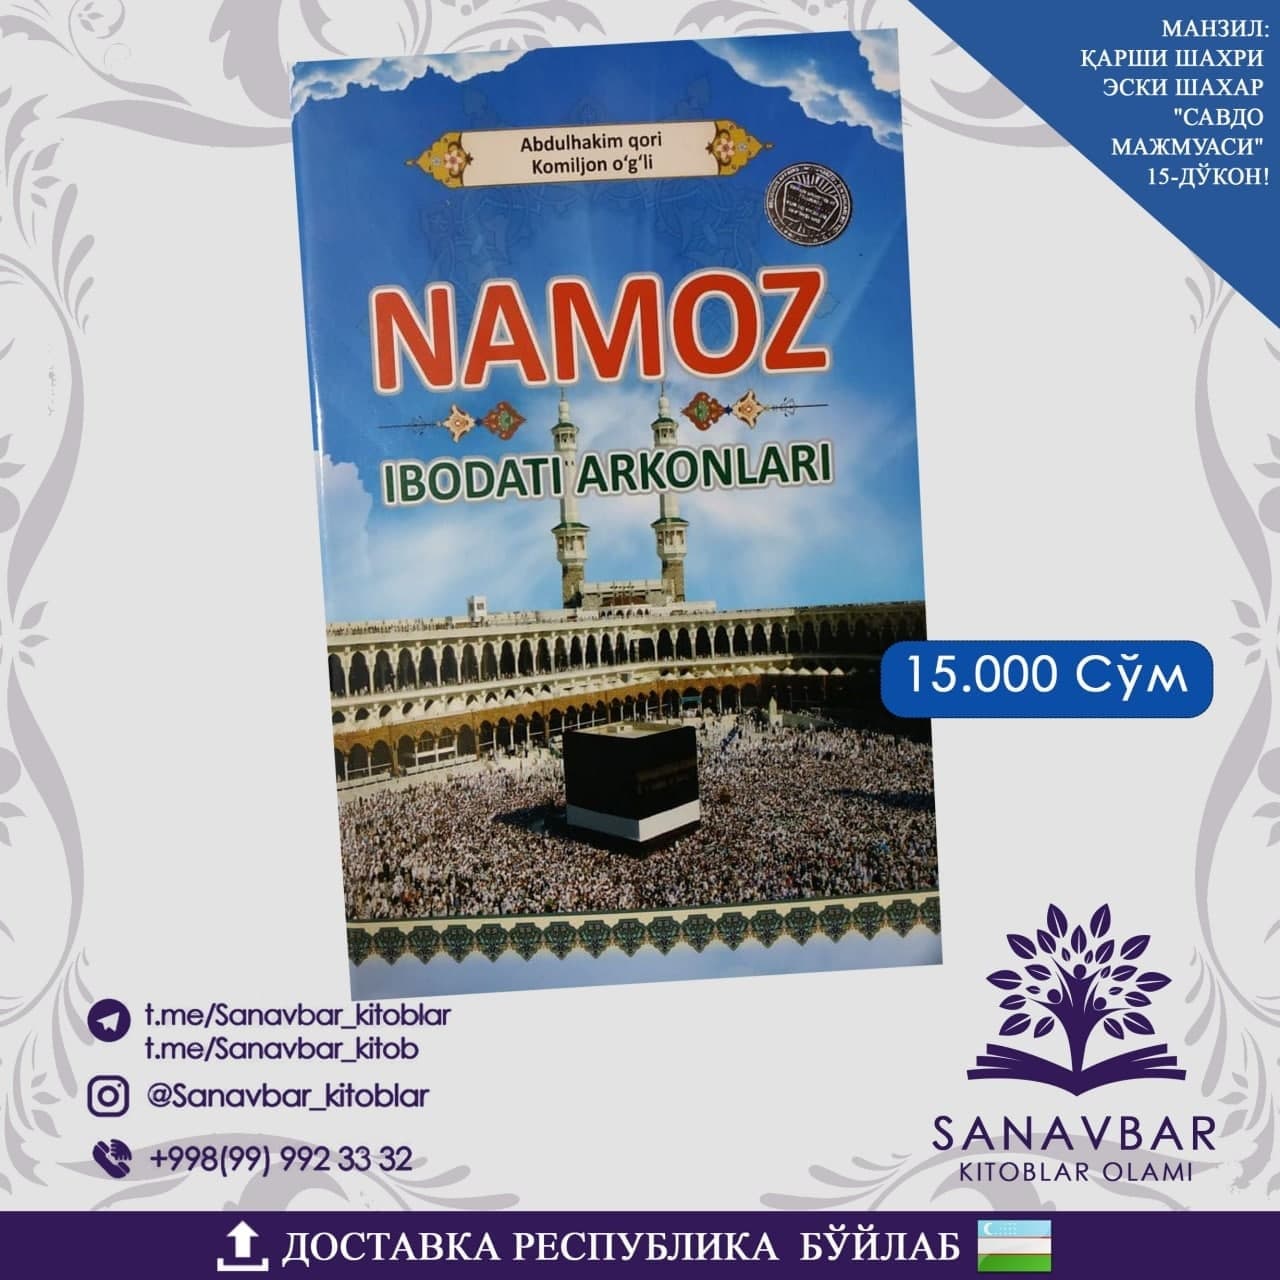 МАНЗИЛ:
ҚАРШИ ШАХРИ
ЭСКИ ШАХАР
"САВДО
МАЖМУАСИ"
15-ДЎКОН!
Abdulhakim qori
Komiljon o‘g‘li
NAMOZ
IBODATI ARKONLARI
15.000 Сўм
t.me/Sanavbar_kitoblar
t.me/Sanavbar_kitob
@Sanavbar_kitoblar
+998(99) 992 33 32
SANAVBAR
KITOBLAR OLAMI
ДОСТАВКА РЕСПУБЛИКА БЎЙЛАБ